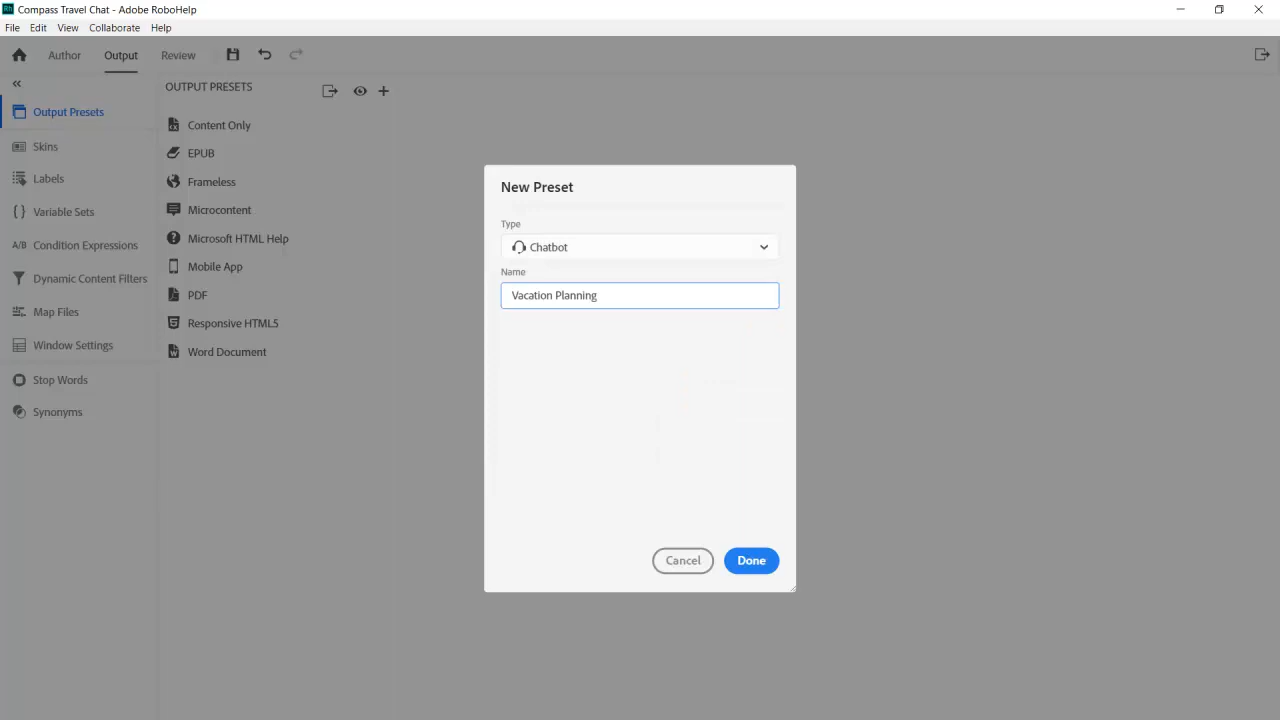 Rh Compass Travel Chat - Adobe RoboHelp
File Edit View Collaborate Help
Author Output Review
OUTPUT PRESETS
Output Presets
Skins
Labels
Variable Sets
A/B Condition Expressions
Dynamic Content Filters
Map Files
Window Settings
Stop Words
Synonyms
Content Only
EPUB
Frameless
Microcontent
Microsoft HTML Help
Mobile App
PDF
Responsive HTML5
Word Document
New Preset
Type
Chatbot
Name
Vacation Planning
Cancel Done